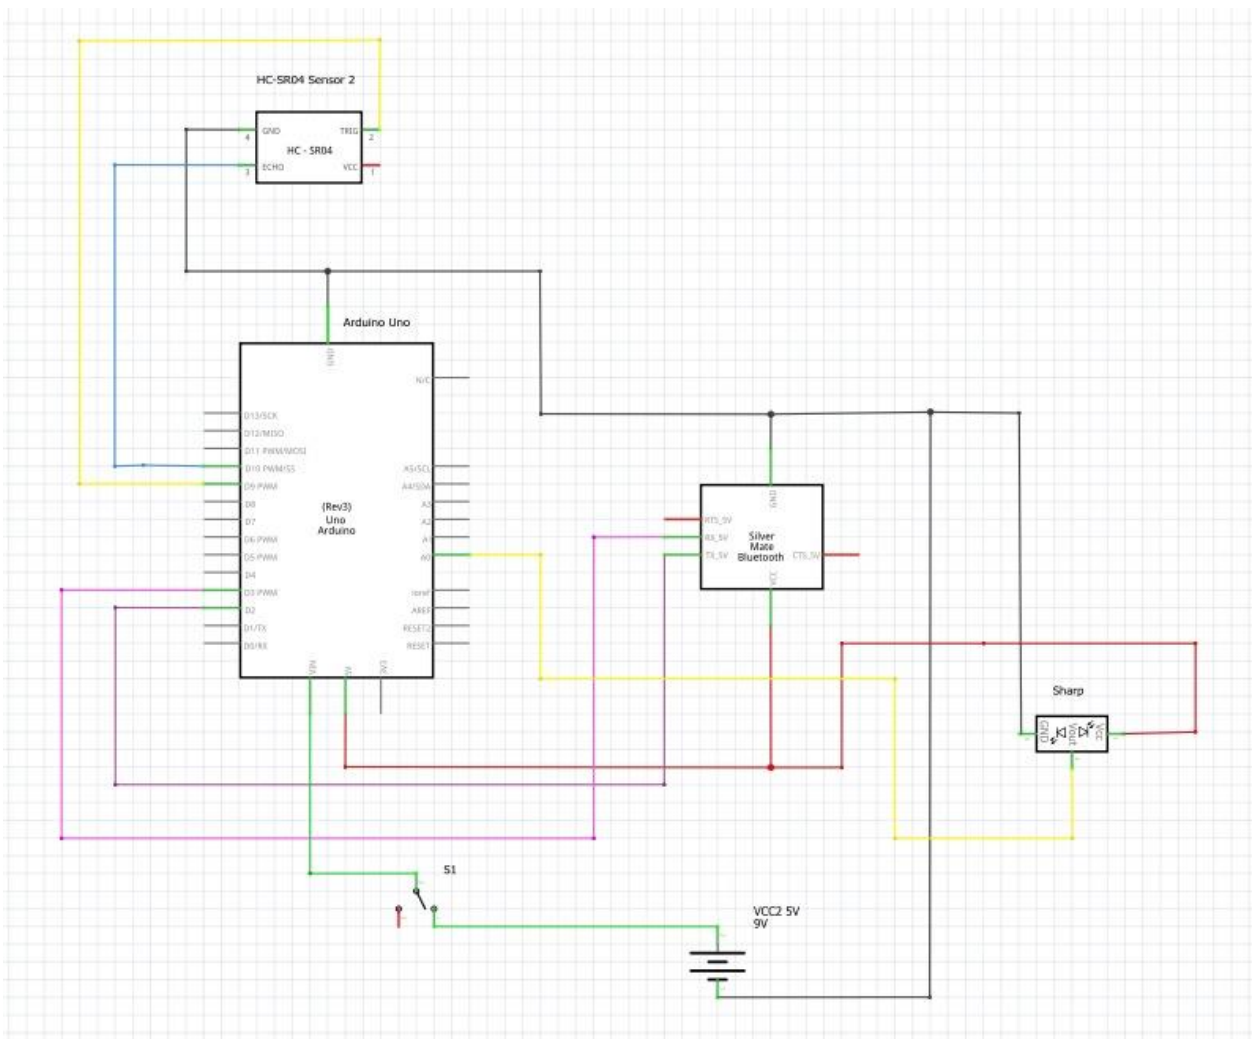 HC-SR04 Sensor 2
4
GND
TRIG
2
HC - SR04
3
ECHO
VCC
1
Arduino Uno
GND
N/C
D13/SCK
D12/MISO
D11 PWM/MOSI
D10 PWM/SS
A5/SCL
D9 PWM
A4/SDA
D8
A3
D7
A2
D6 PWM
A1
D5 PWM
A0
D4
D3 PWM
ioref
D2
AREF
D1/TX
RESET2
D0/RX
RESET
(Rev3)
Uno
Arduino
VIN
5V
3V3
GND
RTS_5V
RX_5V
TX_5V
CTS_5V
VCC
Silver
Mate
Bluetooth
Sharp
GND
Vout
Vcc
S1
VCC2 5V
9V